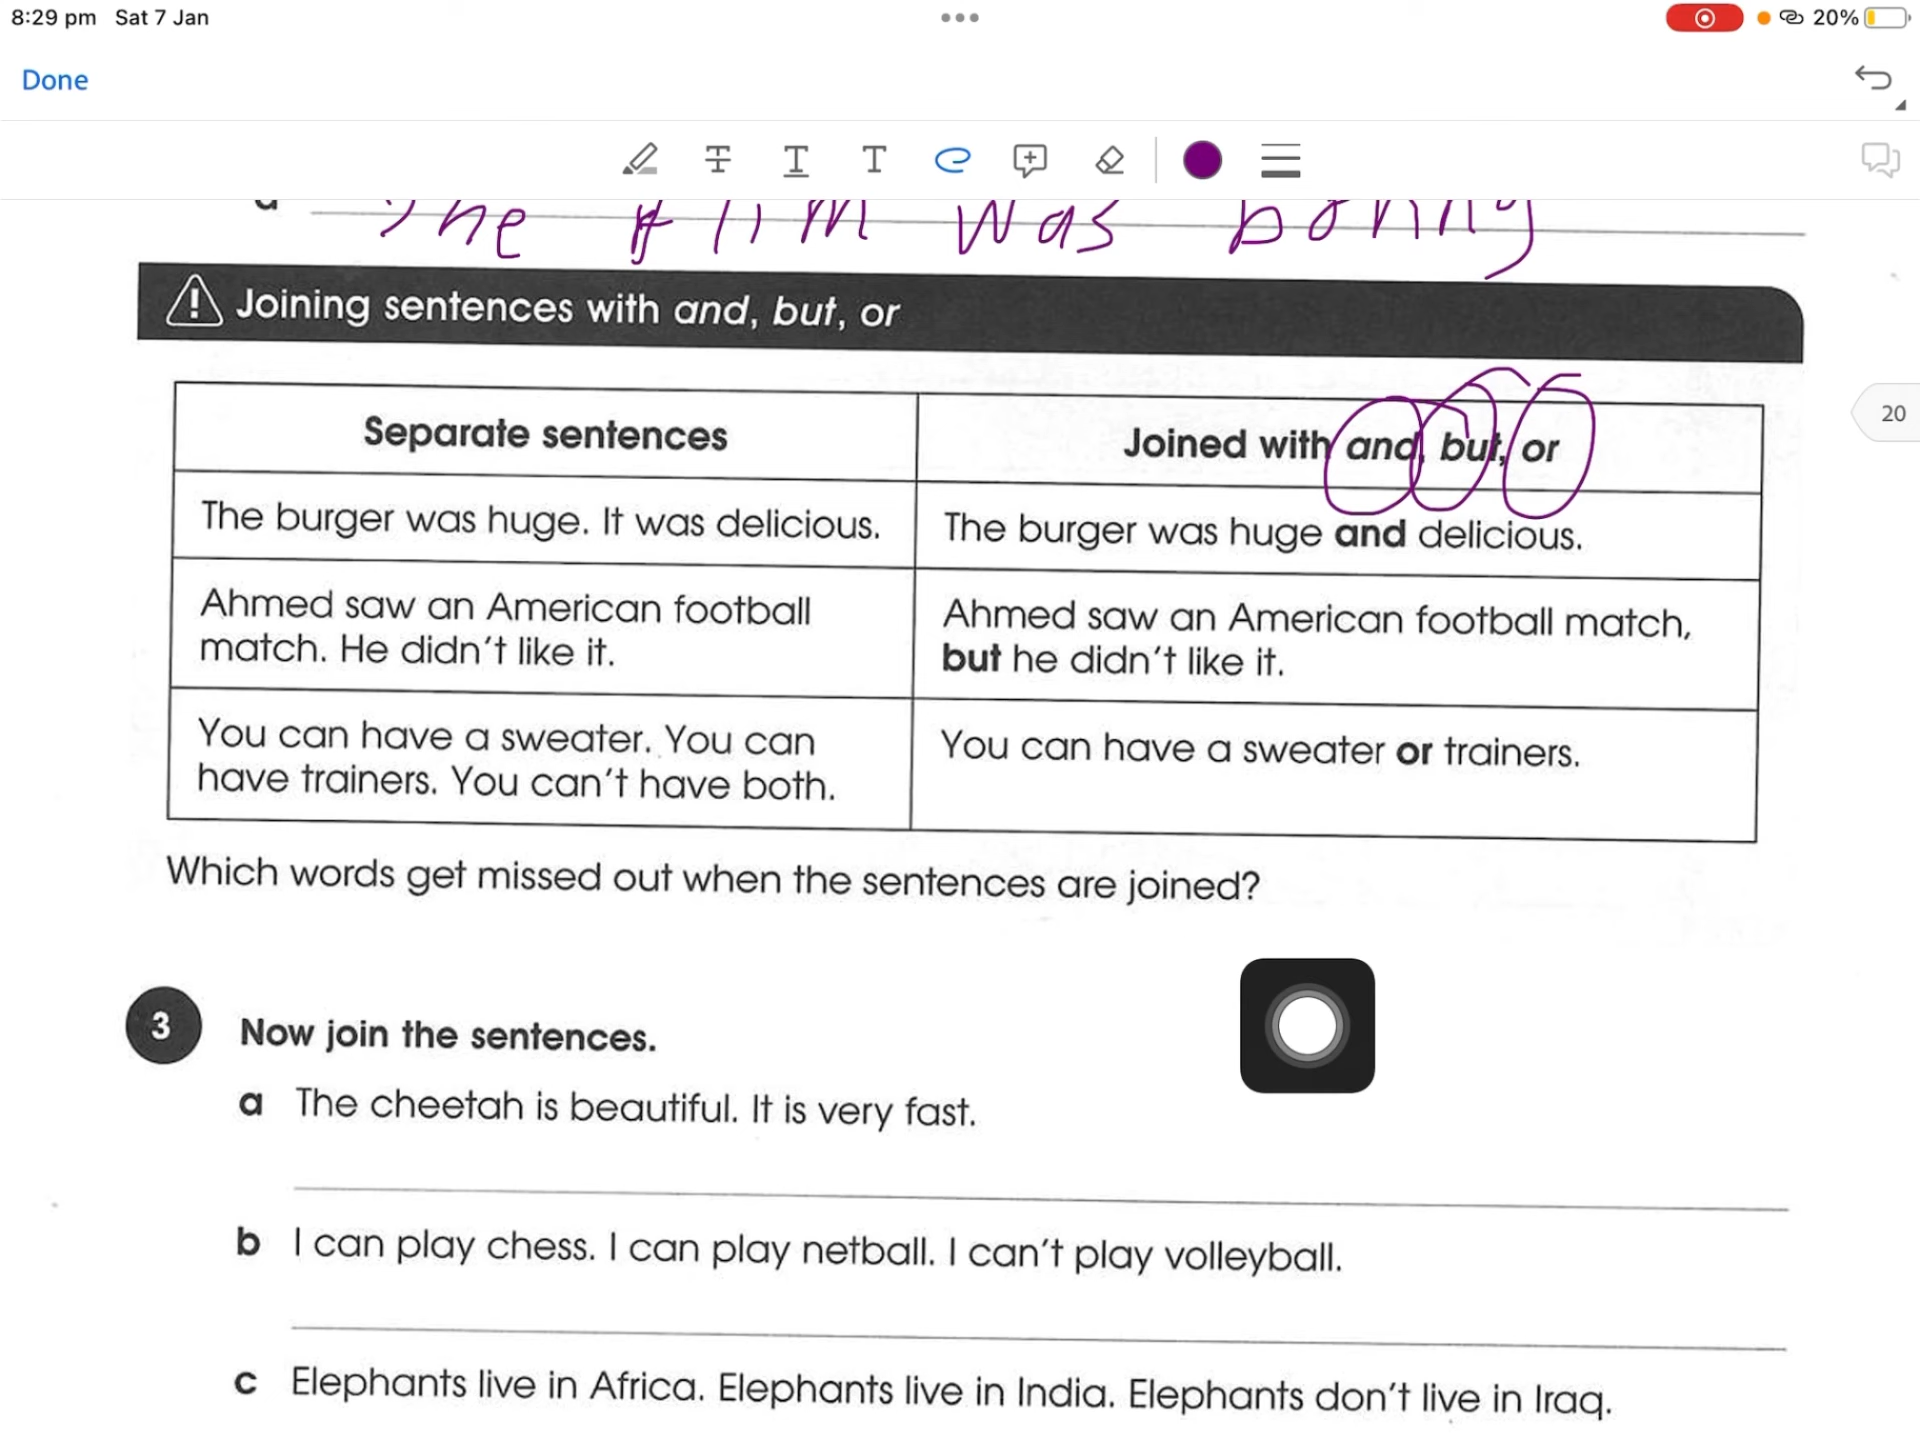 8:29 pm Sat 7 Jan
20%
Done
T T T
The film was boring
Joining sentences with and, but, or
20
Separate sentences
Joined with and, but, or
The burger was huge. It was delicious.
The burger was huge and delicious.
Ahmed saw an American football
match. He didn't like it.
Ahmed saw an American football match,
but he didn't like it.
You can have a sweater. You can
have trainers. You can't have both.
You can have a sweater or trainers.
Which words get missed out when the sentences are joined?
3 Now join the sentences.
a The cheetah is beautiful. It is very fast.
b I can play chess. I can play netball. I can't play volleyball.
c Elephants live in Africa. Elephants live in India. Elephants don't live in Iraq.